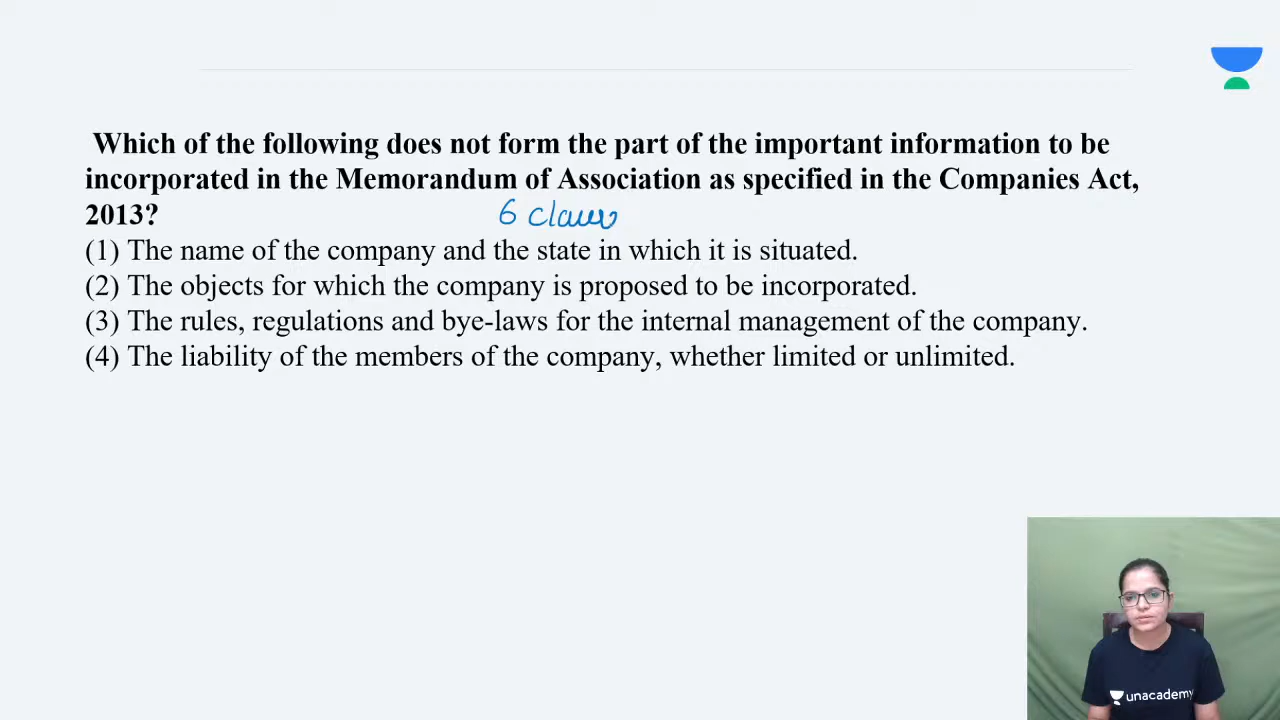 Which of the following does not form the part of the important information to be
incorporated in the Memorandum of Association as specified in the Companies Act,
2013?
6 Claus
(1) The name of the company and the state in which it is situated.
(2) The objects for which the company is proposed to be incorporated.
(3) The rules, regulations and bye-laws for the internal management of the company.
(4) The liability of the members of the company, whether limited or unlimited.
unacademy